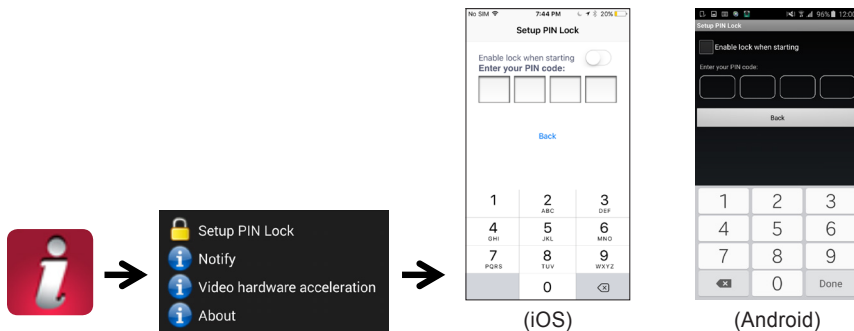 i
Setup PIN Lock
Notify
Video hardware acceleration
About
No SIM 7:44 PM 20%
Setup PIN Lock
Enable lock when starting
Enter your PIN code:
Back
1 2 3
ABC DEF
4 5 6
GHI JKL MNO
7 8 9
PQRS TUV WXYZ
0
(iOS)
96% 12:00
Setup PIN Lock
Enable lock when starting
Enter your PIN code:
Back
1 2 3
4 5 6
7 8 9
0 Done
(Android)